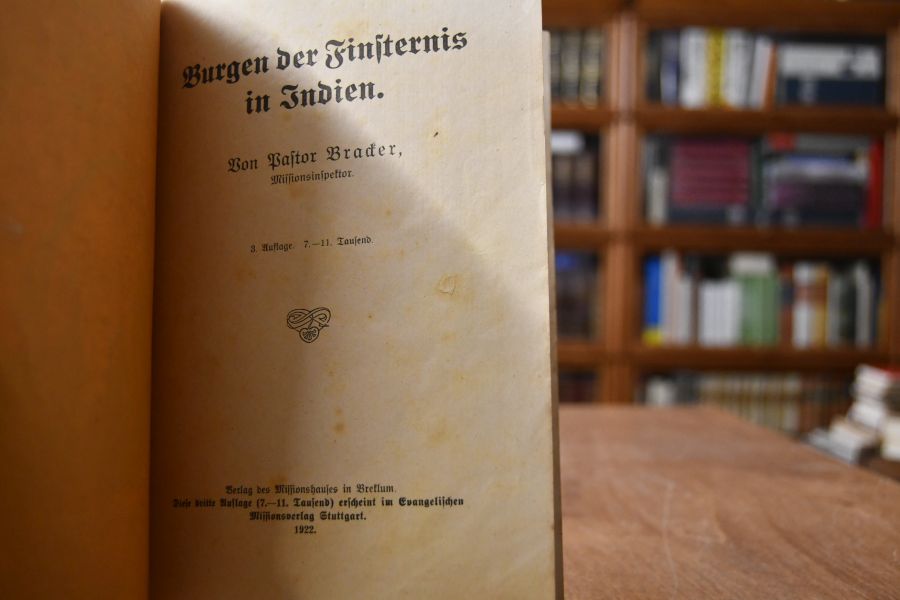 Burgen der Finſternis
in Indien.
Von Paſtor Bracker,
Miſſionsinſpektor.
3. Auflage. 7.—11. Tauſend.
Verlag des Miſſionshauſes in Breklum.
Dieſe dritte Auflage (7.—11. Tauſend) erſcheint im Evangeliſchen
Miſſionsverlag Stuttgart.
1922.